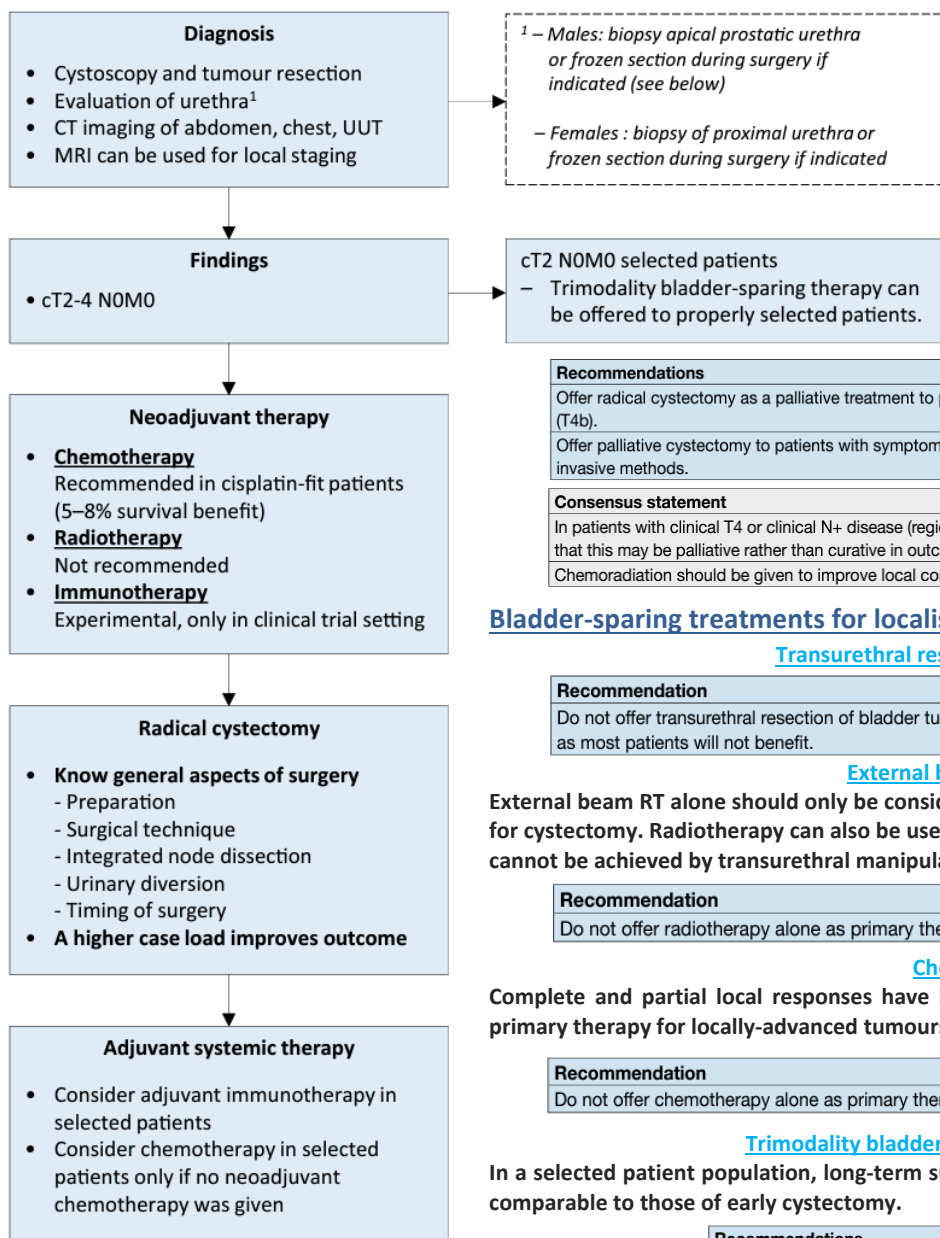 Diagnosis
• Cystoscopy and tumour resection
• Evaluation of urethra1
• CT imaging of abdomen, chest, UUT
• MRI can be used for local staging
1 – Males: biopsy apical prostatic urethra
or frozen section during surgery if
indicated (see below)
– Females : biopsy of proximal urethra or
frozen section during surgery if indicated
Findings
• cT2-4 N0M0
cT2 N0M0 selected patients
– Trimodality bladder-sparing therapy can
be offered to properly selected patients.
Neoadjuvant therapy
• Chemotherapy
Recommended in cisplatin-fit patients
(5–8% survival benefit)
• Radiotherapy
Not recommended
• Immunotherapy
Experimental, only in clinical trial setting
Radical cystectomy
• Know general aspects of surgery
- Preparation
- Surgical technique
- Integrated node dissection
- Urinary diversion
- Timing of surgery
• A higher case load improves outcome
Adjuvant systemic therapy
• Consider adjuvant immunotherapy in
selected patients
• Consider chemotherapy in selected
patients only if no neoadjuvant
chemotherapy was given
Recommendations
Offer radical cystectomy as a palliative treatment to
(T4b).
Offer palliative cystectomy to patients with symptom
invasive methods.
Consensus statement
In patients with clinical T4 or clinical N+ disease (regi
that this may be palliative rather than curative in outc
Chemoradiation should be given to improve local co
Bladder-sparing treatments for localis
Transurethral res
Recommendation
Do not offer transurethral resection of bladder tu
as most patients will not benefit.
External b
External beam RT alone should only be consid
for cystectomy. Radiotherapy can also be use
cannot be achieved by transurethral manipula
Recommendation
Do not offer radiotherapy alone as primary the
Che
Complete and partial local responses have
primary therapy for locally-advanced tumours
Recommendation
Do not offer chemotherapy alone as primary ther
Trimodality bladder
In a selected patient population, long-term su
comparable to those of early cystectomy.
Recommendations